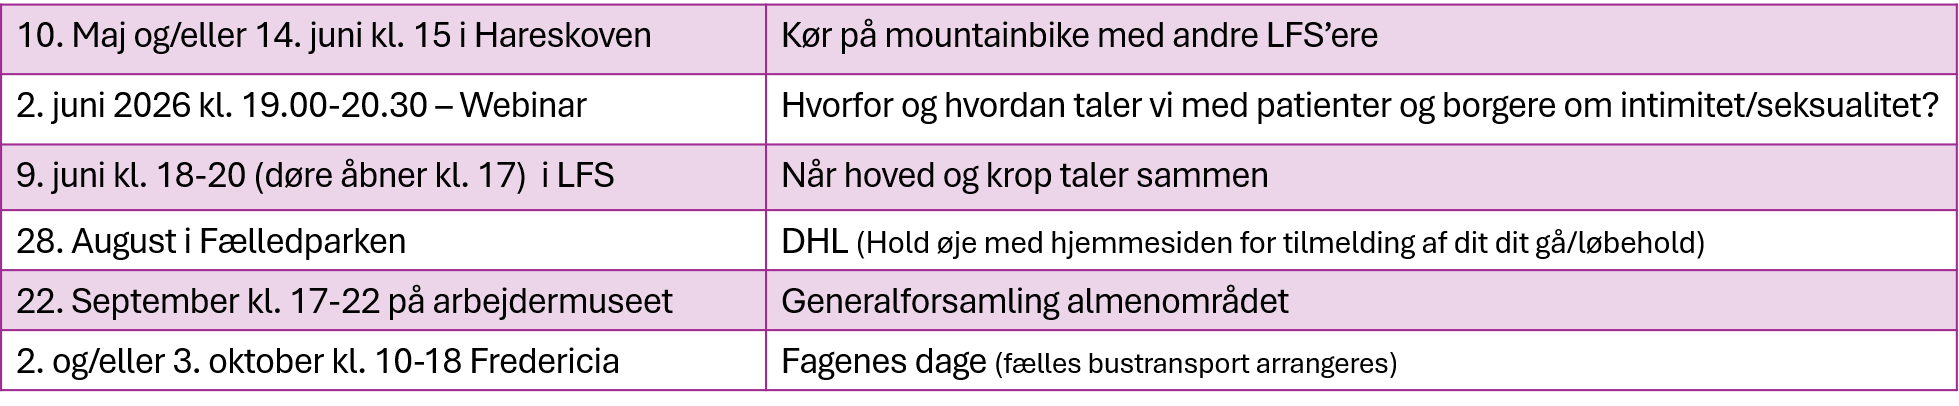 10. Maj og/eller 14. juni kl. 15 i Hareskoven
Kør på mountainbike med andre LFS’ere
2. juni 2026 kl. 19.00-20.30 – Webinar
Hvorfor og hvordan taler vi med patienter og borgere om intimitet/seksualitet?
9. juni kl. 18-20 (døre åbner kl. 17)  i LFS
Når hoved og krop taler sammen
28. August i Fælledparken
DHL (Hold øje med hjemmesiden for tilmelding af dit dit gå/løbehold)
22. September kl. 17-22 på arbejdermuseet
Generalforsamling almenområdet
2. og/eller 3. oktober kl. 10-18 Fredericia
Fagenes dage (fælles bustransport arrangeres)